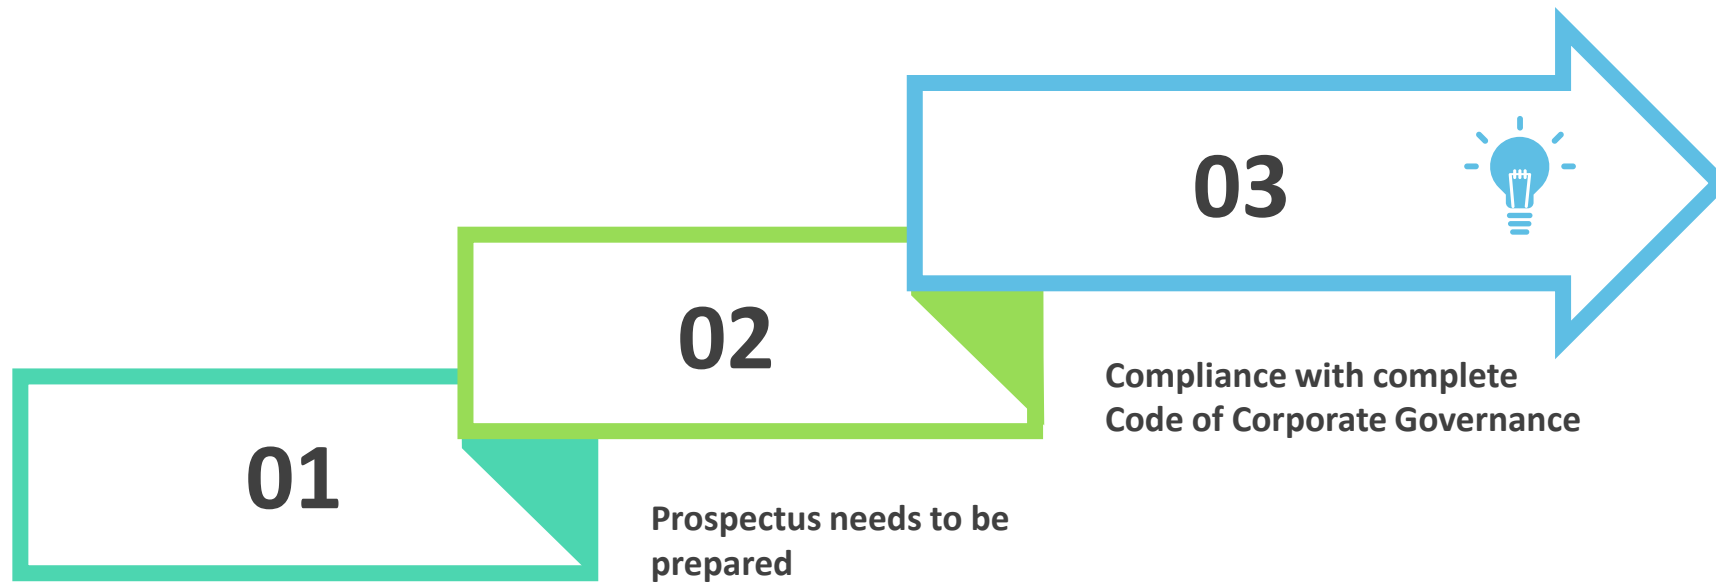 03
02
Compliance with complete
Code of Corporate Governance
01
Prospectus needs to be
prepared